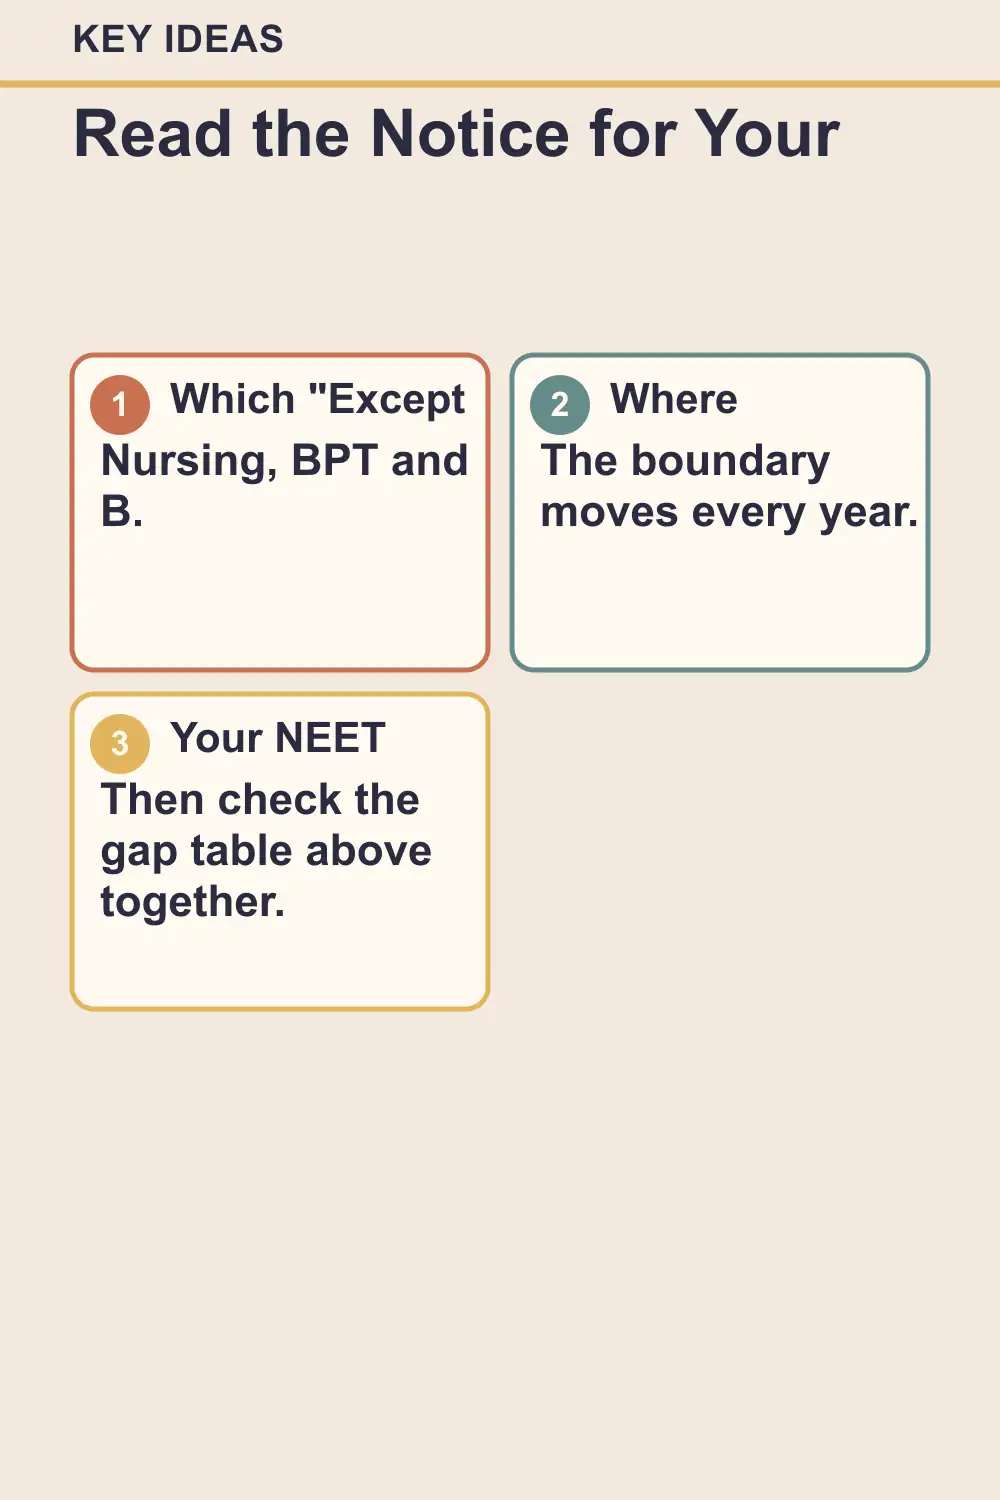 KEY IDEAS
Read the Notice for Your
1 Which "Except
Nursing, BPT and
B.
2 Where
The boundary
moves every year.
3 Your NEET
Then check the
gap table above
together.